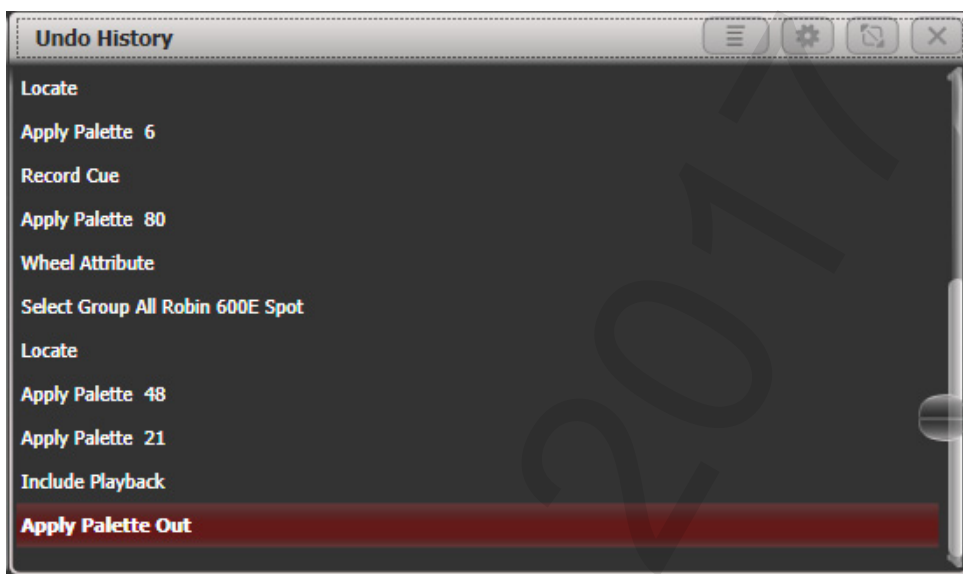 Undo History
Locate
Apply Palette 6
Record Cue
Apply Palette 80
Wheel Attribute
Select Group All Robin 600E Spot
Locate
Apply Palette 48
Apply Palette 21
Include Playback
Apply Palette Out
2017